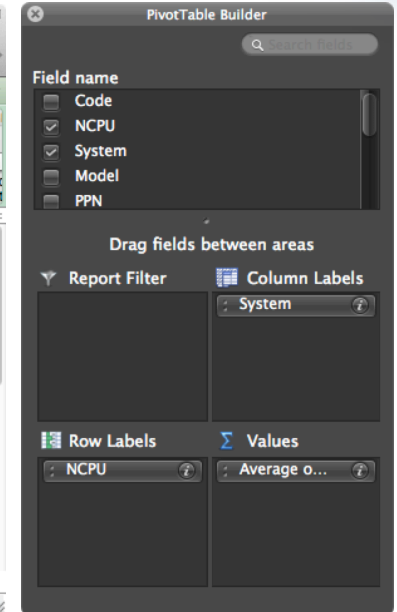 PivotTable Builder
Search fields
Field name
Code
NCPU
System
Model
PPN
Drag fields between areas
Report Filter
Column Labels
System
Row Labels
Values
NCPU
Average o...